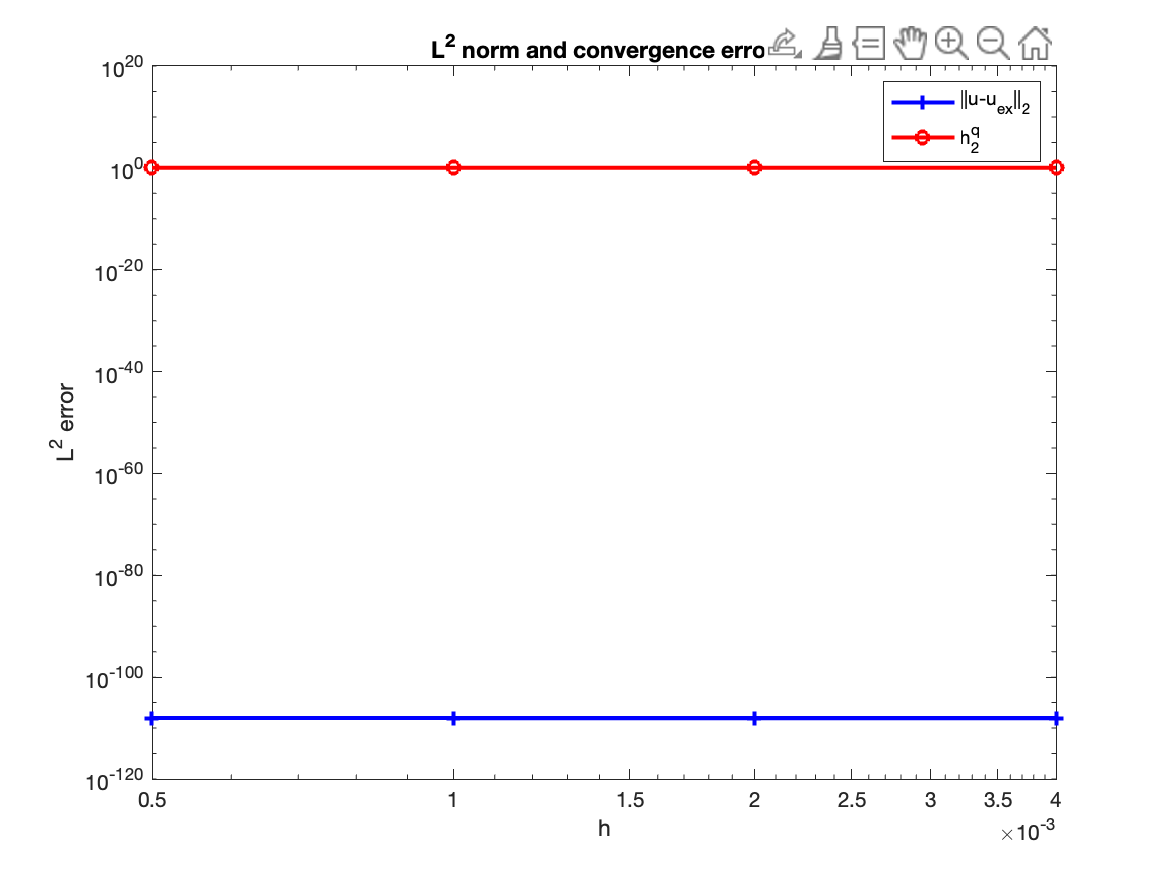 L² norm and convergence erro
10²⁰
10⁰
10⁻²⁰
10⁻⁴⁰
10⁻⁶⁰
10⁻⁸⁰
10⁻¹⁰⁰
10⁻¹²⁰
L² error
||u-u_ex||₂
h₂^q
0.5 1 1.5 2 2.5 3 3.5 4
×10⁻³
h